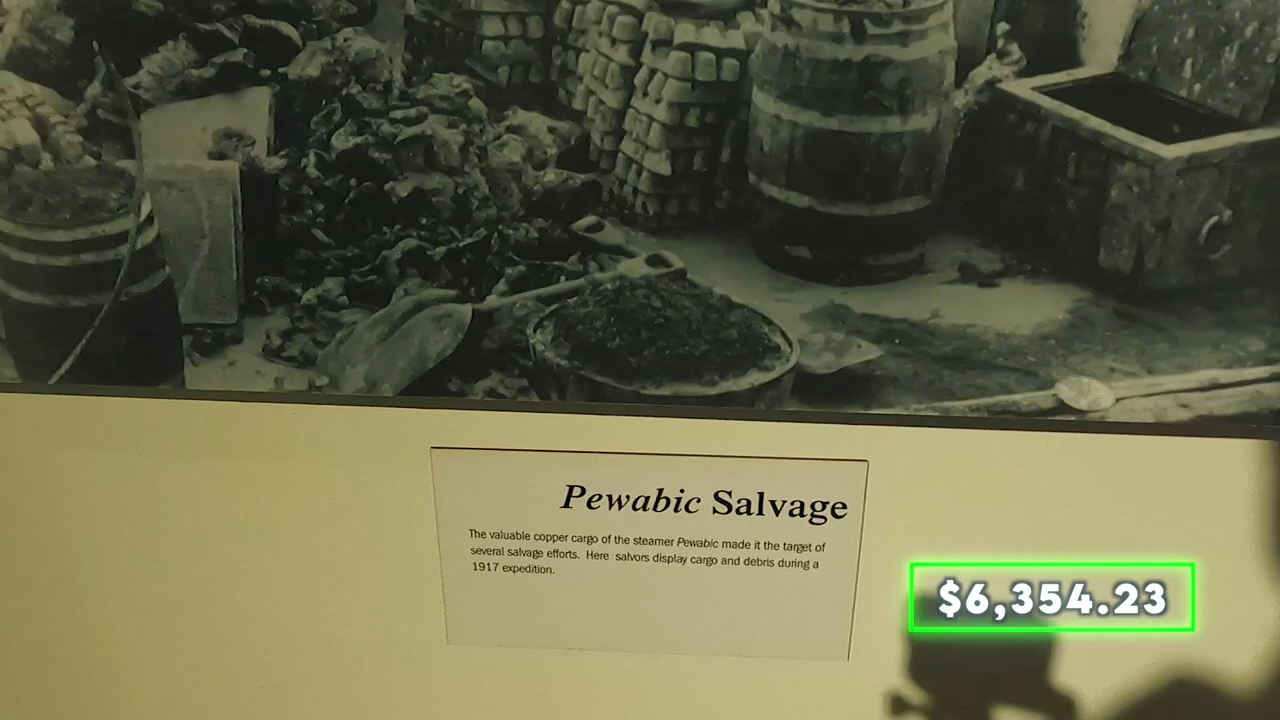 Pewabic Salvage
The valuable copper cargo of the steamer Pewabic made it the target of
several salvage efforts. Here salvors display cargo and debris during a
1917 expedition.
$6,354.23